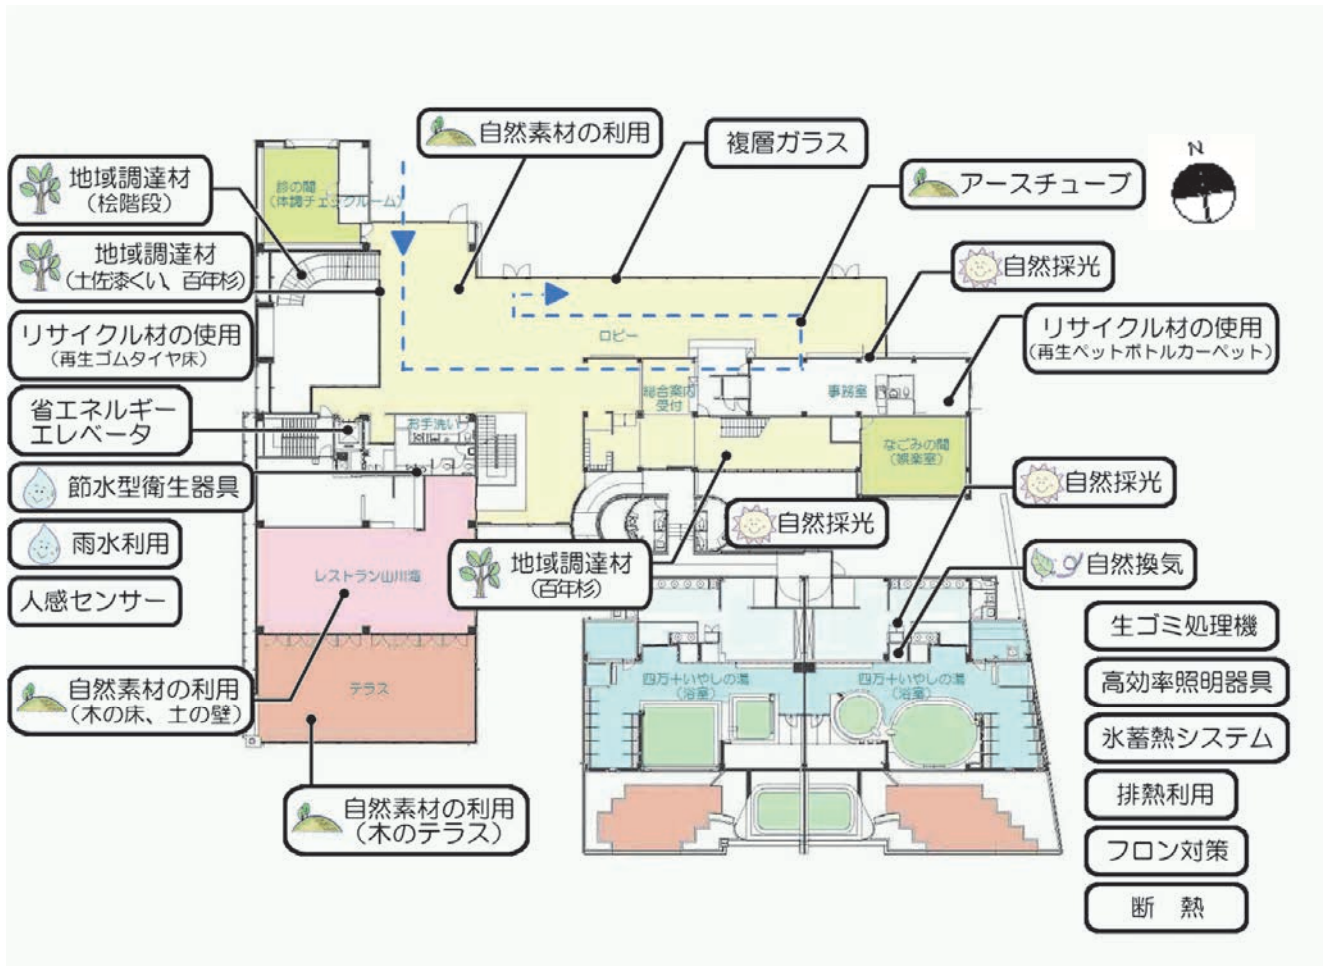 自然素材の利用
複層ガラス
N
地域調達材
(桧階段)
診の間
(体調チェックルーム)
アースチューブ
地域調達材
(土佐漆くい、百年杉)
自然採光
リサイクル材の使用
(再生ゴムタイヤ床)
ロビー
リサイクル材の使用
(再生ペットボトルカーペット)
省エネルギー
エレベータ
お手洗い
総合案内
受付
事務室
なごみの間
(娯楽室)
節水型衛生器具
自然採光
雨水利用
自然採光
地域調達材
(百年杉)
自然換気
レストラン山川海
人感センサー
生ゴミ処理機
自然素材の利用
(木の床、土の壁)
テラス
四万十いやしの湯
(浴室)
四万十いやしの湯
(浴室)
高効率照明器具
氷蓄熱システム
自然素材の利用
(木のテラス)
排熱利用
フロン対策
断 熱